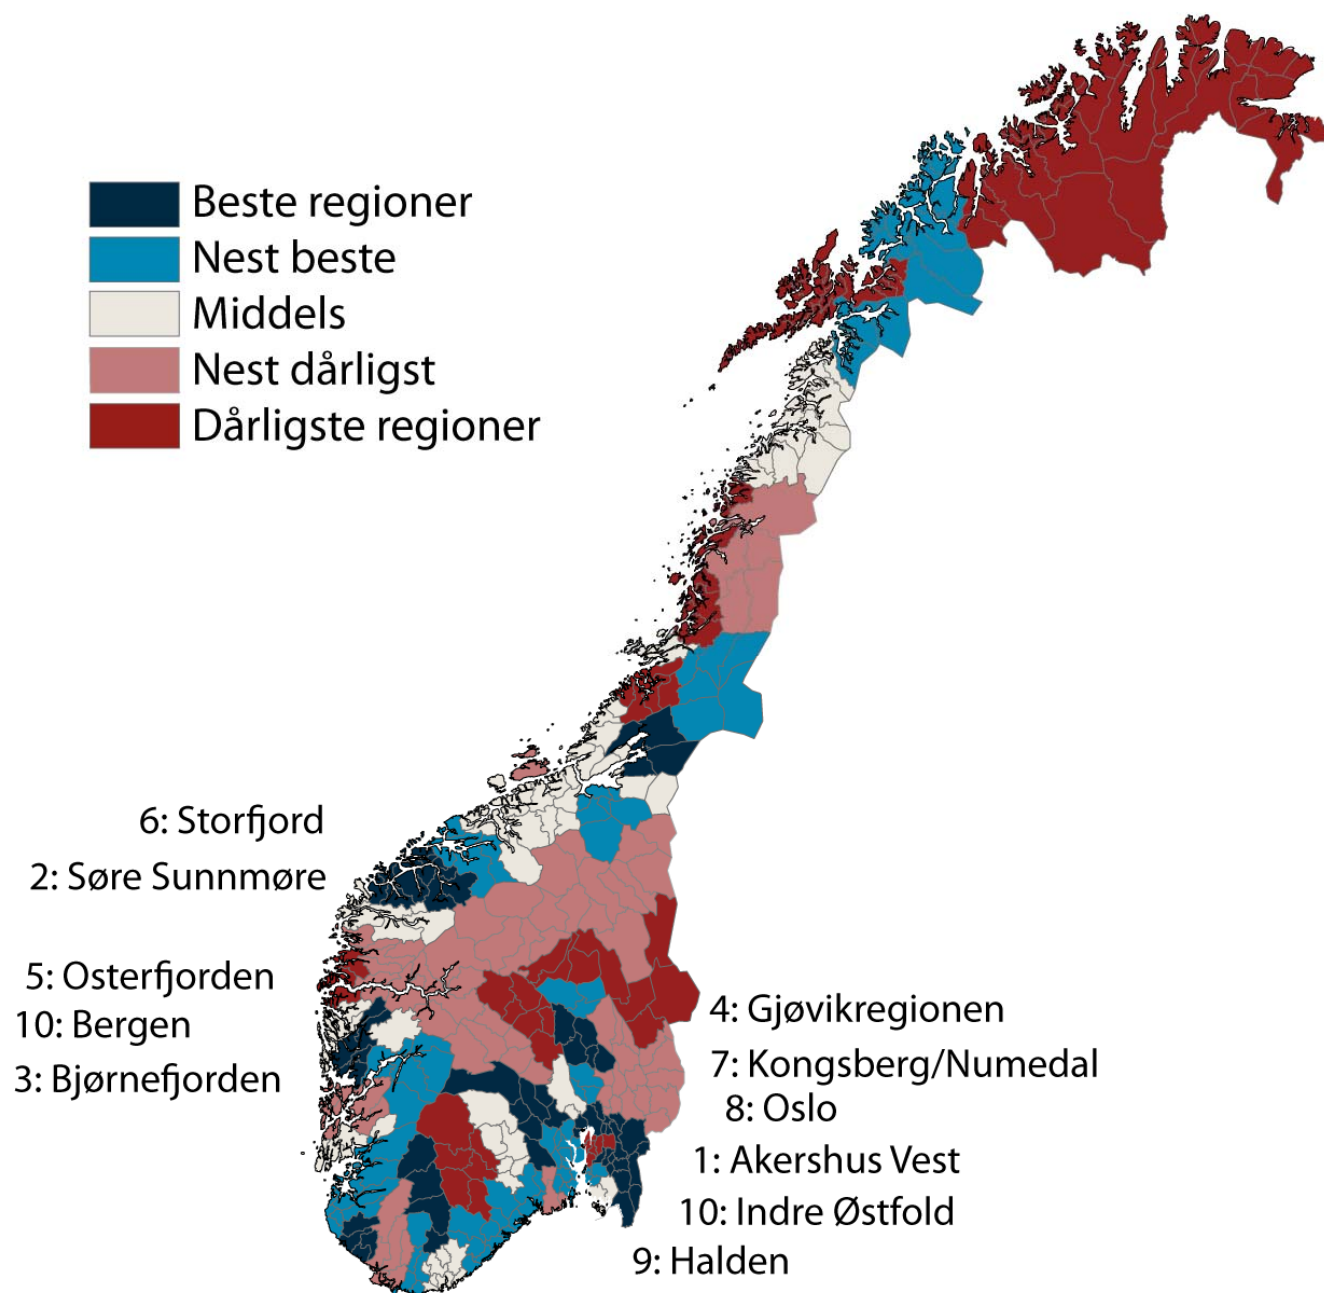 Beste regioner
Nest beste
Middels
Nest dårligst
Dårligste regioner
6: Storfjord
2: Søre Sunnmøre
5: Osterfjorden
10: Bergen
3: Bjørnefjorden
4: Gjøvikregionen
7: Kongsberg/Numedal
8: Oslo
1: Akershus Vest
10: Indre Østfold
9: Halden